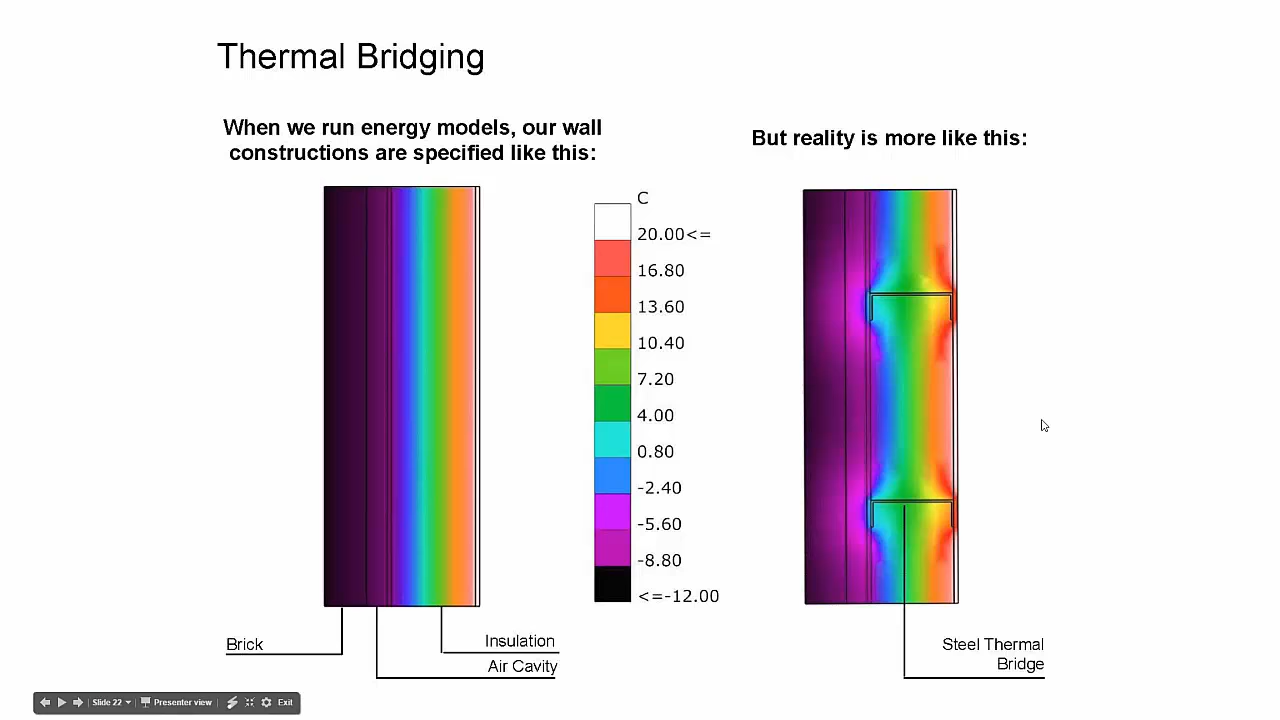 Thermal Bridging
When we run energy models, our wall
constructions are specified like this:
But reality is more like this:
C
20.00<=
16.80
13.60
10.40
7.20
4.00
0.80
-2.40
-5.60
-8.80
<=-12.00
Brick
Insulation
Air Cavity
Steel Thermal
Bridge
Slide 22
Presenter view
Exit